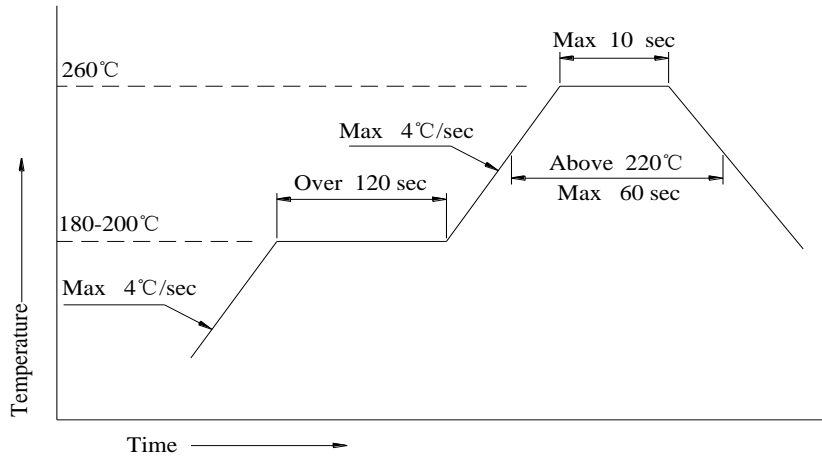 Max 10 sec
260℃
Max 4℃/sec
Above 220℃
Max 60 sec
Over 120 sec
180-200℃
Max 4℃/sec
Temperature
Time